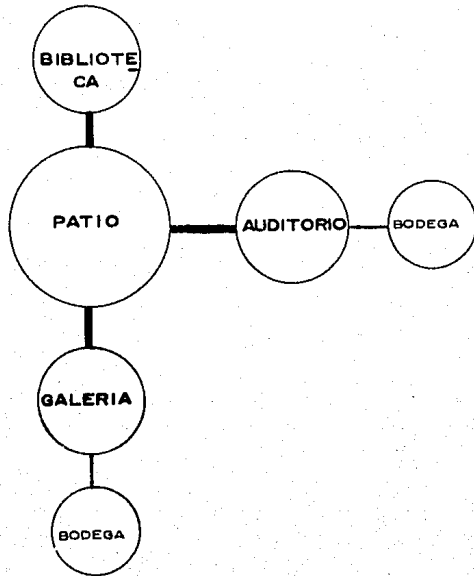 BIBLIOTE
CA
PATIO
AUDITORIO
BODEGA
GALERIA
BODEGA